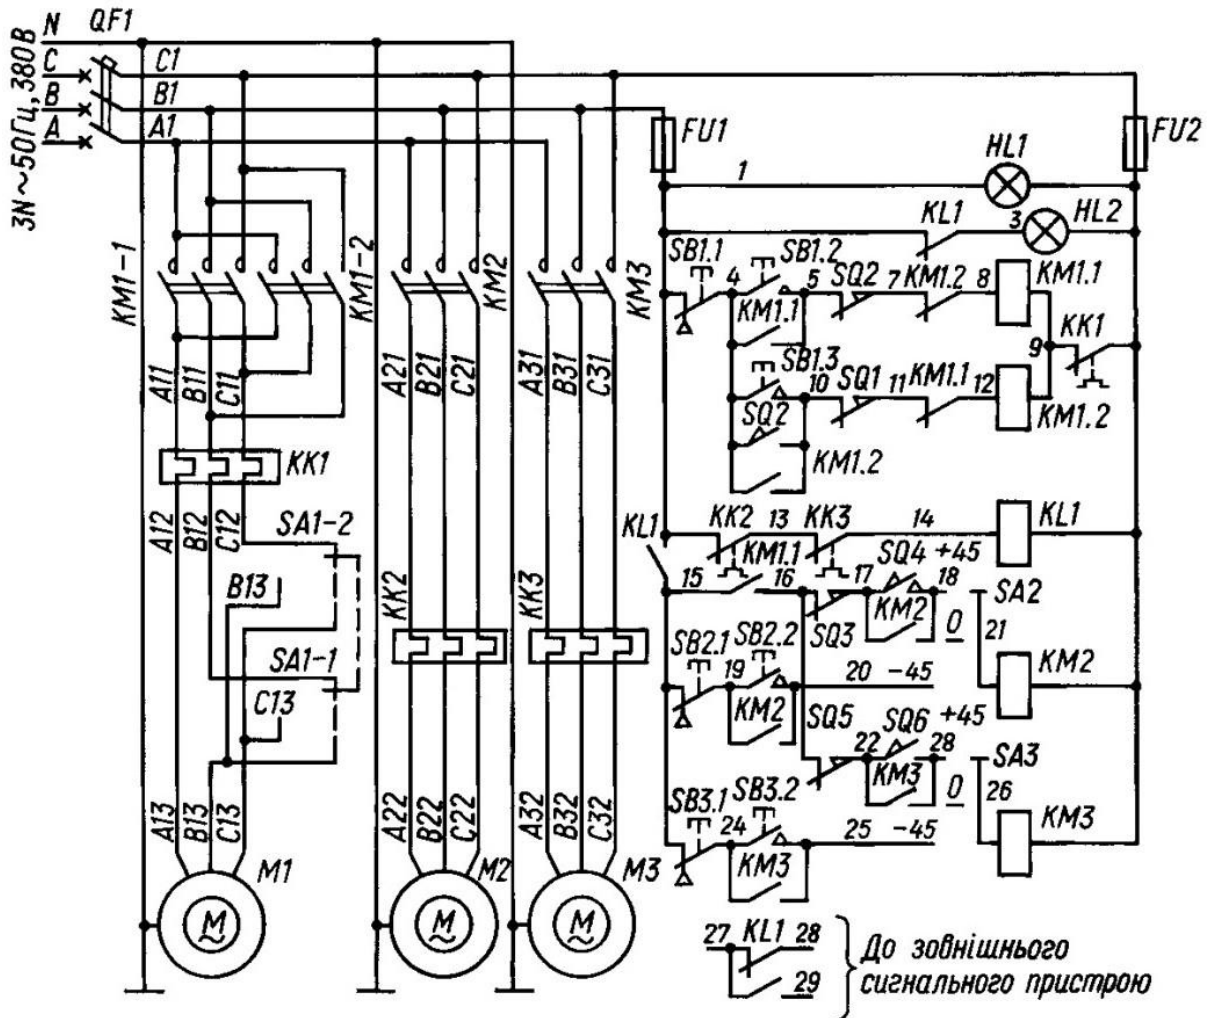 3N ~ 50Гц, 380В
N
QF1
C
C1
B
B1
A
A1
FU1
FU2
HL1
1
KL1
3
HL2
KM1-1
KM1-2
KM2
KM3
SB1.1
4
SB1.2
5
SQ2
7
KM1.2
8
KM1.1
KM1.1
KK1
9
SB1.3
10
SQ1
11
KM1.1
12
KM1.2
SQ2
KM1.2
A11
B11
C11
A21
B21
C21
A31
B31
C31
KK1
A12
B12
C12
SA1-2
B13
SA1-1
C13
KK2
KK3
KL1
KK2
13
KK3
14
KL1
15
KM1.1
16
17
SQ4
+45
18
SA2
KM2
0
21
SQ3
SB2.1
19
SB2.2
20
-45
KM2
KM2
SQ5
22
SQ6
+45
28
SA3
KM3
0
26
SB3.1
24
SB3.2
25
-45
KM3
KM3
A13
B13
C13
A22
B22
C22
A32
B32
C32
M1
M2
M3
M
M
M
27
KL1
28
29
До зовнішнього
сигнального пристрою